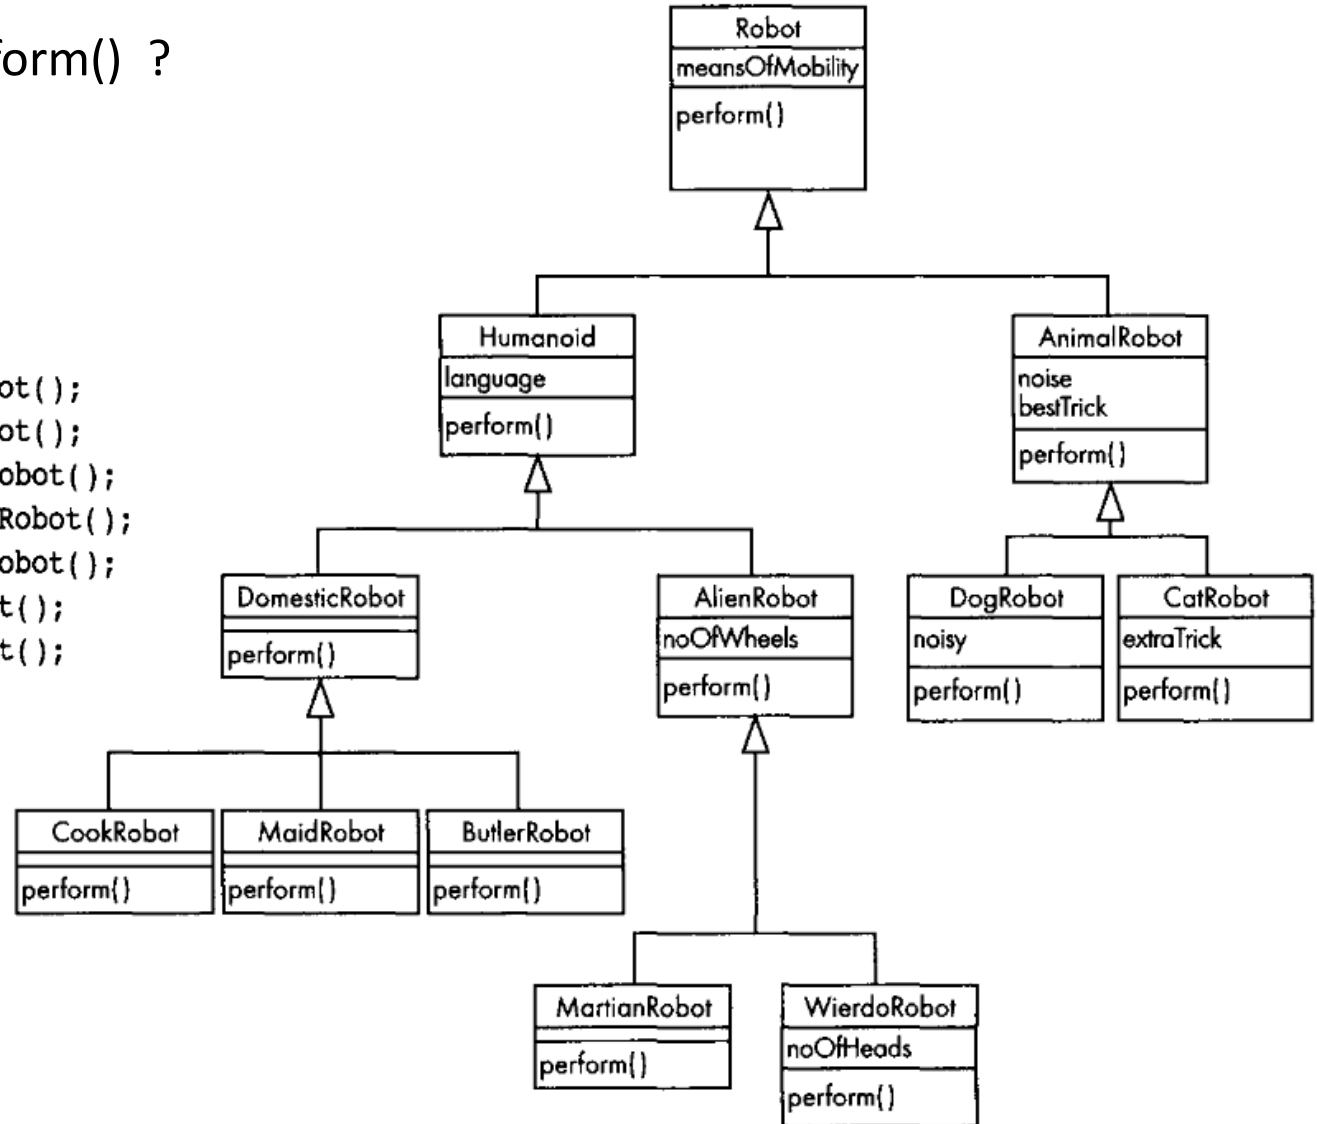 form() ?
ot();
ot();
obot();
Robot();
obot();
t();
t();
Robot
meansOfMobility
perform()
Humanoid
language
perform()
AnimalRobot
noise
bestTrick
perform()
DomesticRobot
perform()
AlienRobot
noOfWheels
perform()
DogRobot
noisy
perform()
CatRobot
extraTrick
perform()
CookRobot
perform()
MaidRobot
perform()
ButlerRobot
perform()
MartianRobot
perform()
WierdoRobot
noOfHeads
perform()